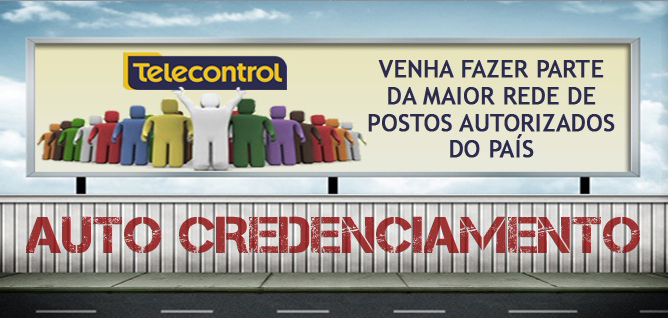 Telecontrol
VENHA FAZER PARTE
DA MAIOR REDE DE
POSTOS AUTORIZADOS
DO PAÍS
AUTO CREDENCIAMENTO